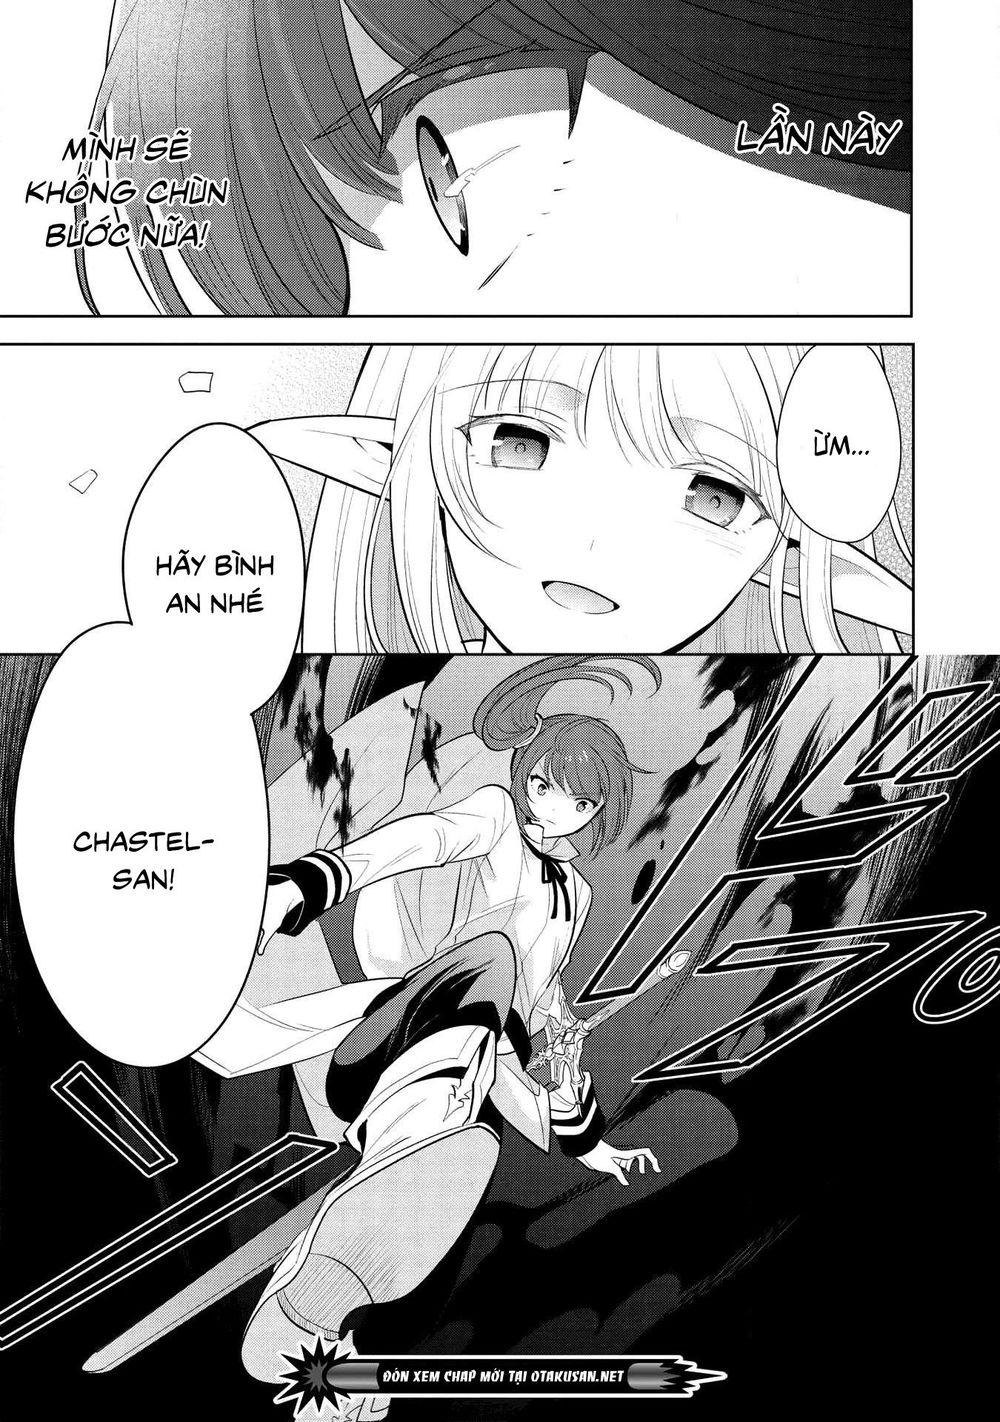 LẦN NÀY
MÌNH SẼ
KHÔNG CHÙN
BƯỚC NỮA!
ỪM...
HÃY BÌNH
AN NHÉ
CHASTEL-
SAN!
ĐÓN XEM CHAP MỚI TẠI OTAKUSAN.NET